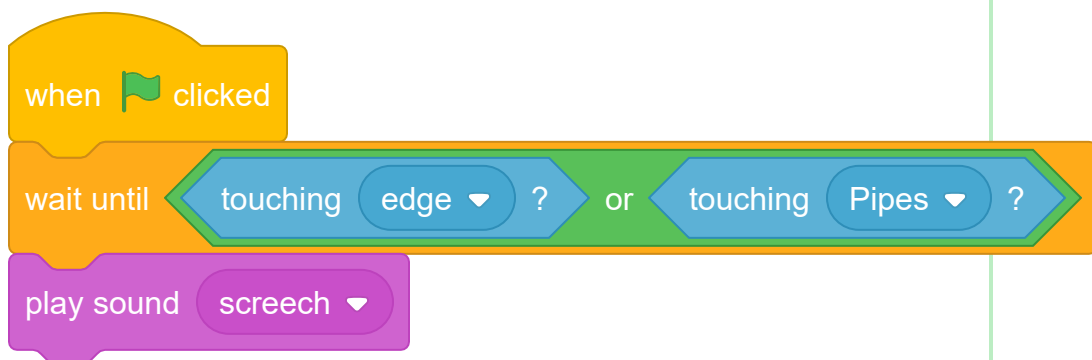 when clicked
wait until touching edge ? or touching Pipes ?
play sound screech